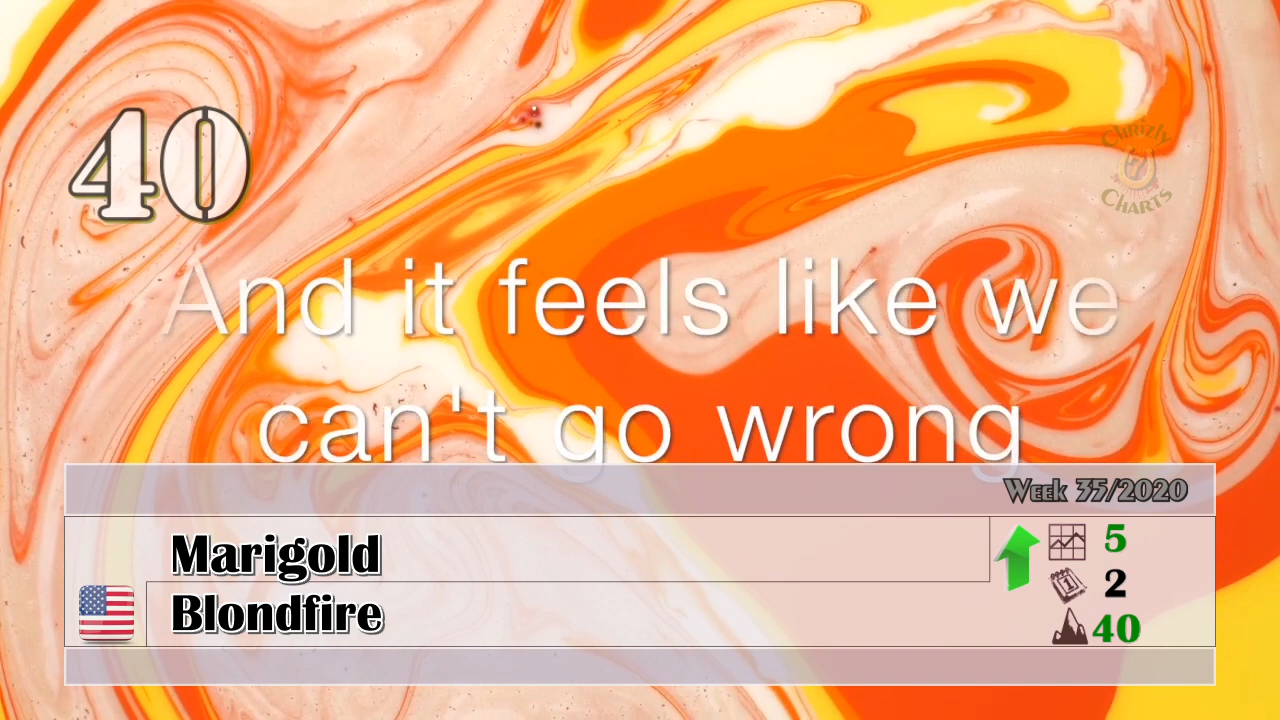 40
Chrizly
Charts
And it feels like we
can't go wrong
Week 35/2020
Marigold
5
Blondfire
2
40